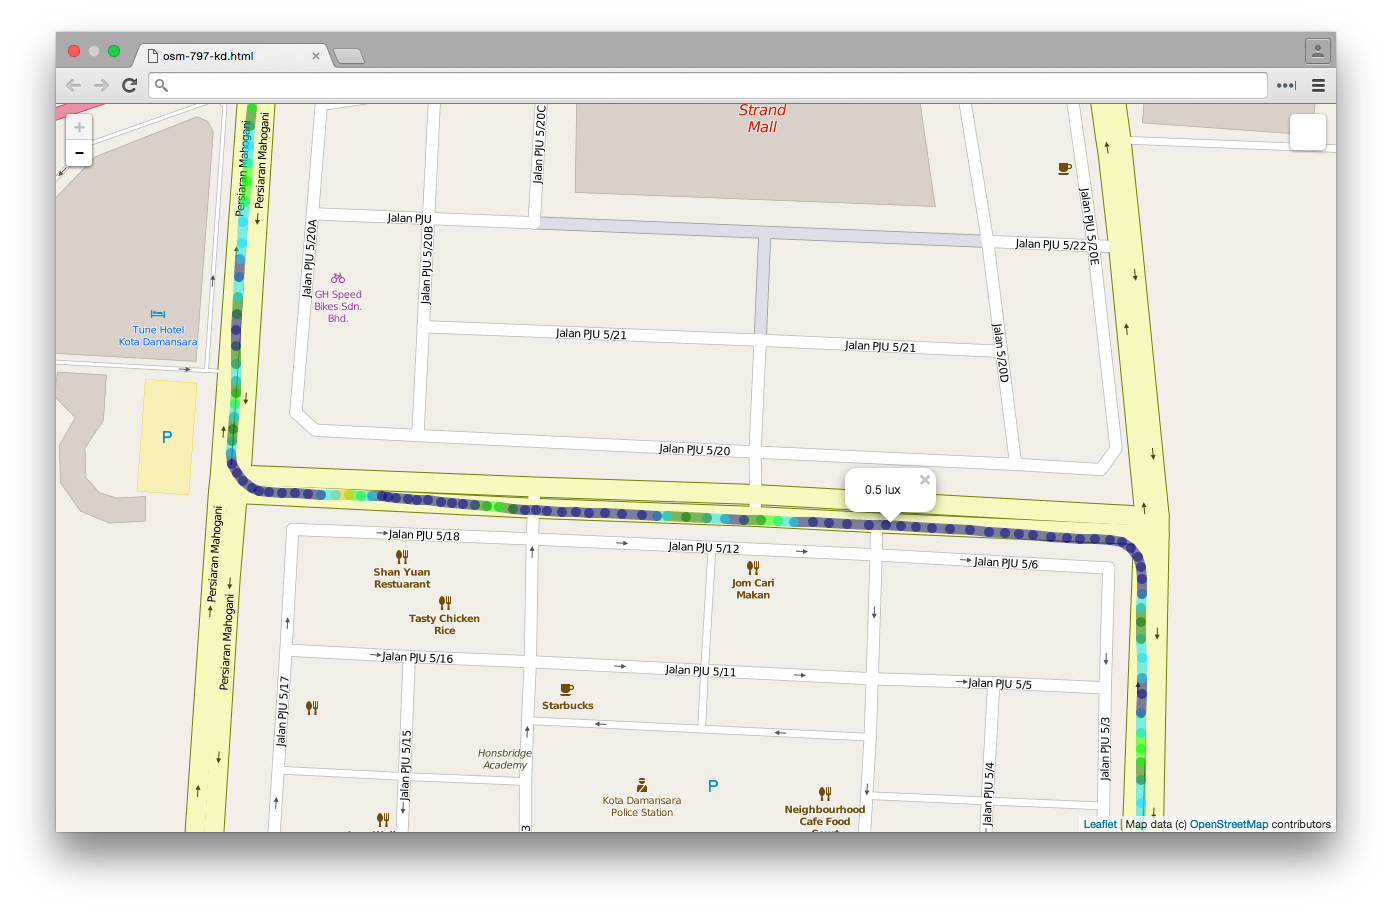 osm-797-kd.html
Strand
Mall
+
-
Persiaran Mahogani
Persiaran Mahogani
Jalan PJU 5/20C
Jalan PJU
Jalan PJU 5/20A
Jalan PJU 5/20B
Jalan PJU 5/22
Jalan PJU 5/20E
GH Speed
Bikes Sdn.
Bhd.
Tune Hotel
Kota Damansara
Jalan PJU 5/21
Jalan PJU 5/21
Jalan 5/20D
P
Jalan PJU 5/20
0.5 lux
Persiaran Mahogani
Jalan PJU 5/18
Jalan PJU 5/12
Jalan PJU 5/6
Shan Yuan
Restuarant
Jom Cari
Makan
Tasty Chicken
Rice
Persiaran Mahogani
Jalan PJU 5/16
Jalan PJU 5/11
Jalan PJU 5/5
Jalan PJU 5/17
Starbucks
Jalan PJU 5/15
Honsbridge
Academy
Jalan PJU 5/3
Jalan PJU 5/4
P
Kota Damansara
Police Station
Neighbourhood
Cafe Food
Court
3
Leaflet | Map data (c) OpenStreetMap contributors